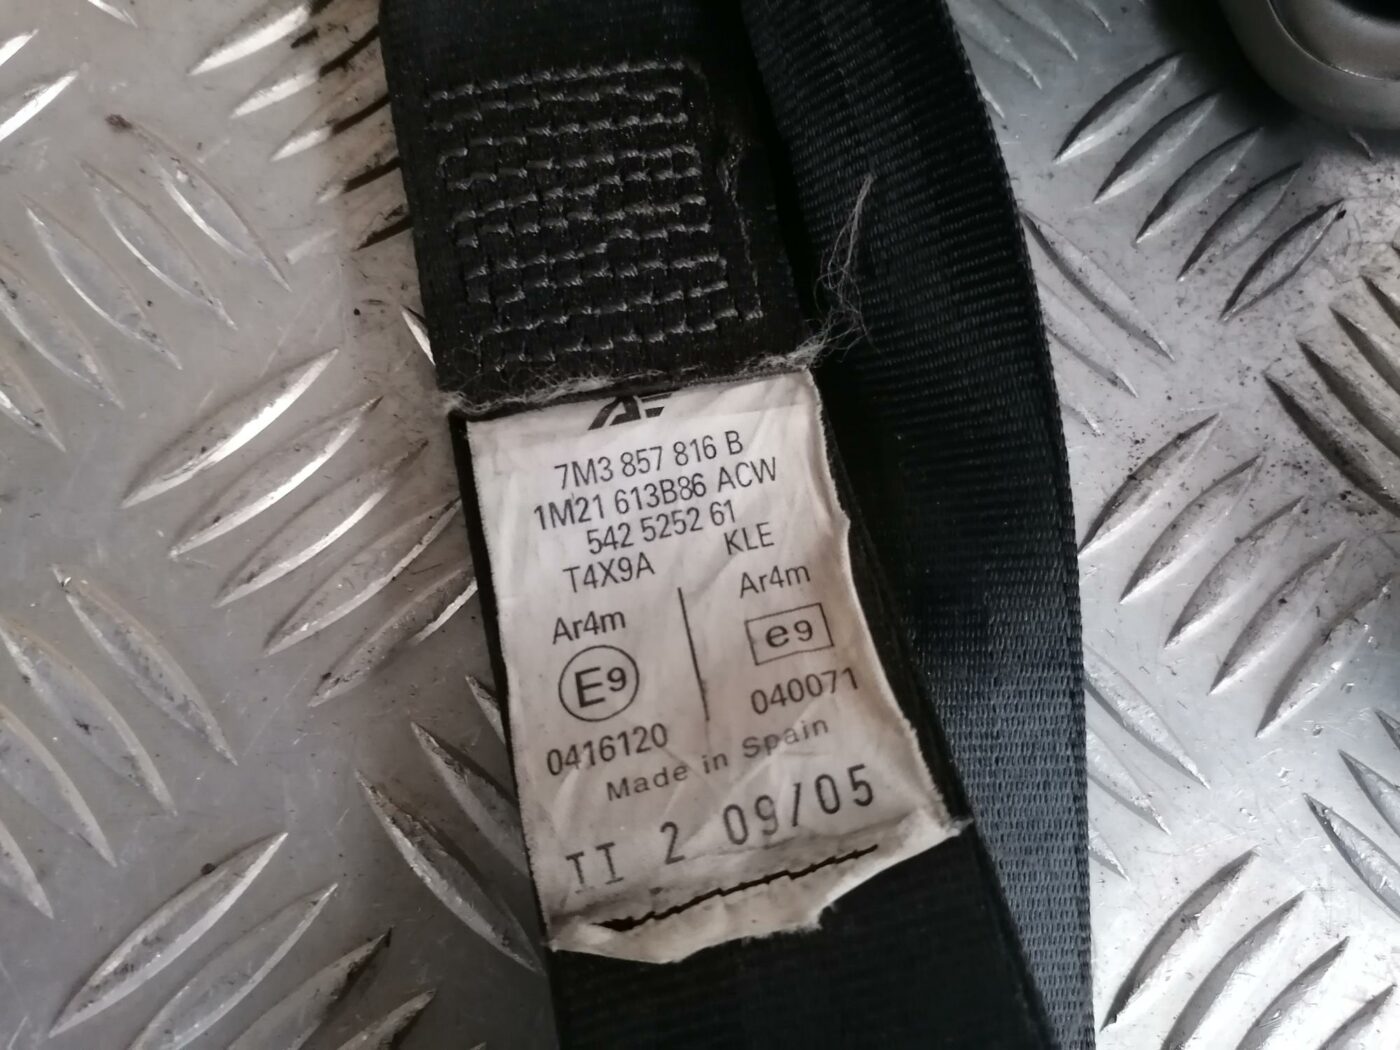 7M3 857 816 B
1M21 613B86 ACW
542 5252 61
T4X9A KLE
Ar4m Ar4m
E9 e9
0416120 040071
Made in Spain
II 2 09/05